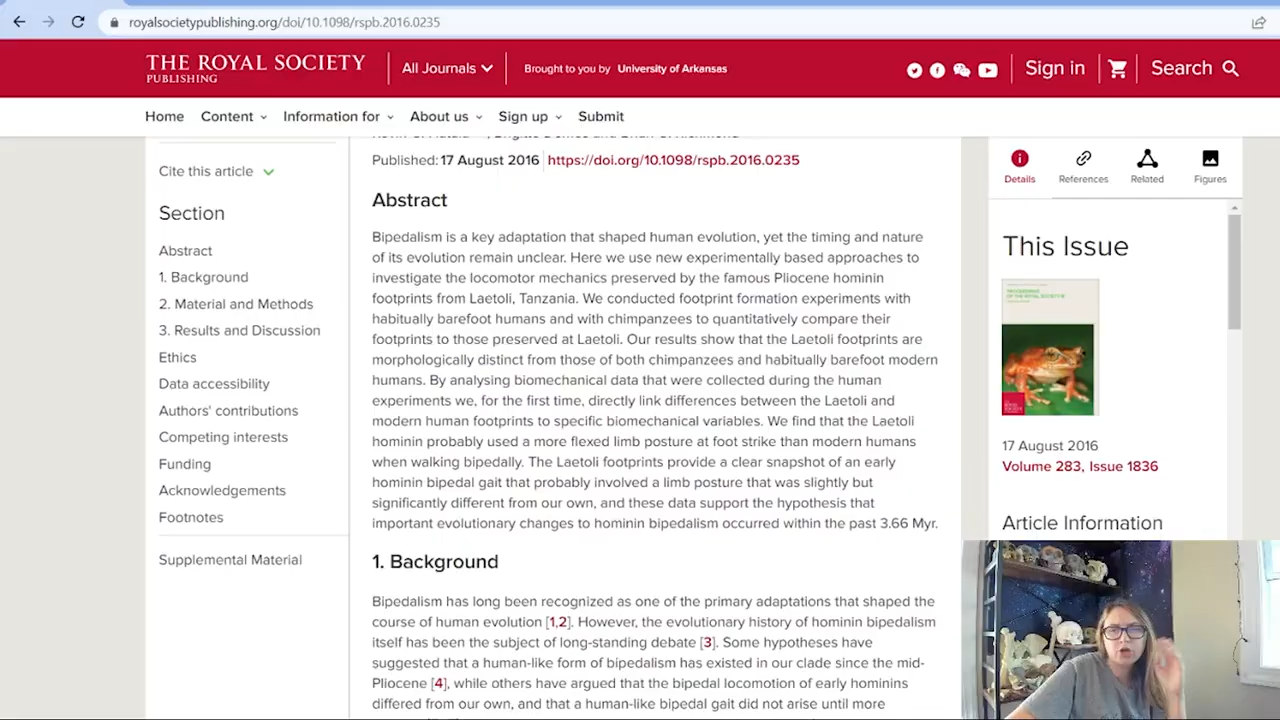 royalsocietypublishing.org/doi/10.1098/rspb.2016.0235
THE ROYAL SOCIETY
PUBLISHING
All Journals
Brought to you by University of Arkansas
Sign in
Search
Home
Content
Information for
About us
Sign up
Submit
Cite this article
Section
Abstract
1. Background
2. Material and Methods
3. Results and Discussion
Ethics
Data accessibility
Authors' contributions
Competing interests
Funding
Acknowledgements
Footnotes
Supplemental Material
Published: 17 August 2016 https://doi.org/10.1098/rspb.2016.0235
Abstract
Bipedalism is a key adaptation that shaped human evolution, yet the timing and nature
of its evolution remain unclear. Here we use new experimentally based approaches to
investigate the locomotor mechanics preserved by the famous Pliocene hominin
footprints from Laetoli, Tanzania. We conducted footprint formation experiments with
habitually barefoot humans and with chimpanzees to quantitatively compare their
footprints to those preserved at Laetoli. Our results show that the Laetoli footprints are
morphologically distinct from those of both chimpanzees and habitually barefoot modern
humans. By analysing biomechanical data that were collected during the human
experiments we, for the first time, directly link differences between the Laetoli and
modern human footprints to specific biomechanical variables. We find that the Laetoli
hominin probably used a more flexed limb posture at foot strike than modern humans
when walking bipedally. The Laetoli footprints provide a clear snapshot of an early
hominin bipedal gait that probably involved a limb posture that was slightly but
significantly different from our own, and these data support the hypothesis that
important evolutionary changes to hominin bipedalism occurred within the past 3.66 Myr.
1. Background
Bipedalism has long been recognized as one of the primary adaptations that shaped the
course of human evolution [1,2]. However, the evolutionary history of hominin bipedalism
itself has been the subject of long-standing debate [3]. Some hypotheses have
suggested that a human-like form of bipedalism has existed in our clade since the mid-
Pliocene [4], while others have argued that the bipedal locomotion of early hominins
differed from our own, and that a human-like bipedal gait did not arise until more
Details
References
Related
Figures
This Issue
17 August 2016
Volume 283, Issue 1836
Article Information